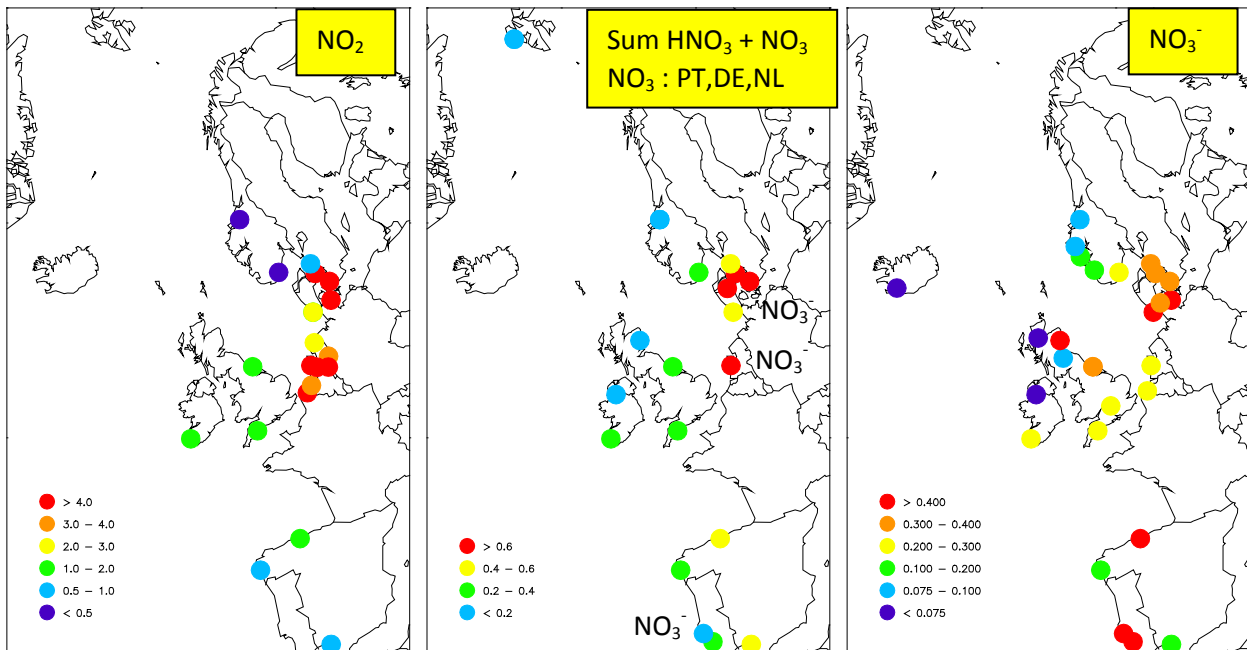 NO₂
> 4.0
3.0 – 4.0
2.0 – 3.0
1.0 – 2.0
0.5 – 1.0
< 0.5
Sum HNO₃ + NO₃
NO₃ : PT,DE,NL
NO₃⁻
NO₃⁻
NO₃⁻
> 0.6
0.4 – 0.6
0.2 – 0.4
< 0.2
NO₃⁻
> 0.400
0.300 – 0.400
0.200 – 0.300
0.100 – 0.200
0.075 – 0.100
< 0.075